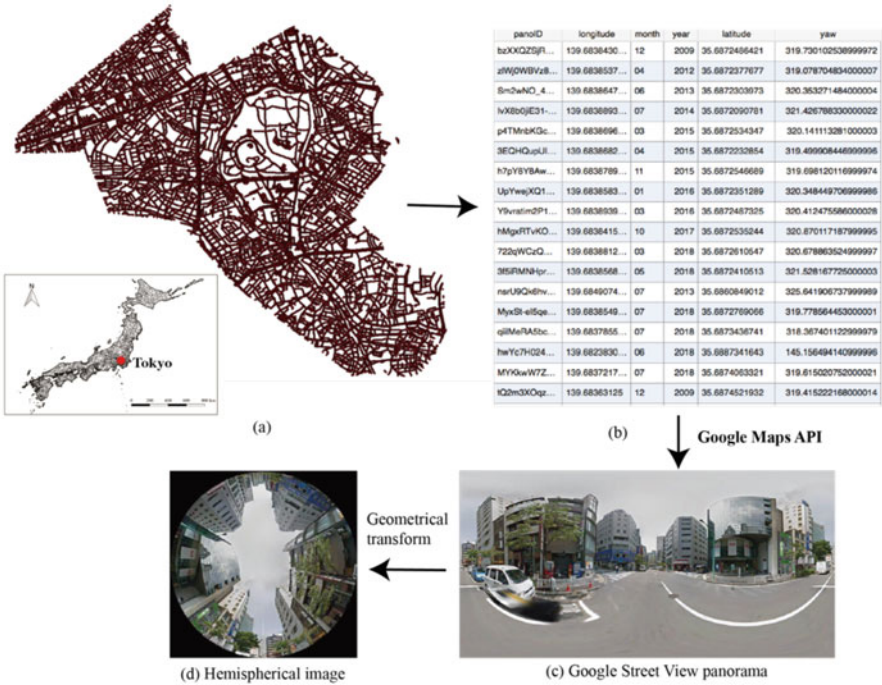 N
Tokyo
(a)
panoID longitude month year latitude yaw
bzXXQZSjR... 139.6838430... 12 2009 35.6872486421 319.730102538999972
zlWj0WBVz8... 139.6838537... 04 2012 35.6872377677 319.078704834000007
Sm2wNO_4... 139.6838647... 06 2013 35.6872303973 320.353271484000004
139.6838893... 07 2014 35.6872090781 321.426788330000022
p4TMnbKGc... 139.6838696... 03 2015 35.6872534347 320.141113281000003
3EQHQupUI... 139.6838682... 04 2015 35.6872232854 319.499908446999996
h7pY8Y8Aw... 139.6838789... 11 2015 35.6872546689 319.698120116999974
UpYwejXQ1... 139.6838583... 01 2016 35.6872351289 320.348449706999986
Y9vratim2P1... 139.6838939... 03 2016 35.6872487325 320.412475586000028
hMgxRTvKO... 139.6838415... 10 2017 35.6872535244 320.870117187999995
722qWCzQ... 139.6838812... 03 2018 35.6872610547 320.678863524999997
139.6838568... 05 2018 35.6872410513 321.528167725000003
nsrU9Qx6hv... 139.6849074... 07 2013 35.6860849012 325.641906737999989
MyxSt-eI5qe... 139.6838549... 07 2018 35.6872769066 319.778564453000001
139.6837855... 07 2018 35.6873436741 318.367401122999979
hwYc7H024... 139.6823830... 06 2018 35.6887341643 145.156494140999996
MYKkwW7Z... 139.6837217... 07 2018 35.6874063321 319.615020752000021
tQ2m3XOqz... 139.68363125 12 2009 35.6874521932 319.415222168000014
(b)
Google Maps API
Geometrical
transform
(d) Hemispherical image
(c) Google Street View panorama